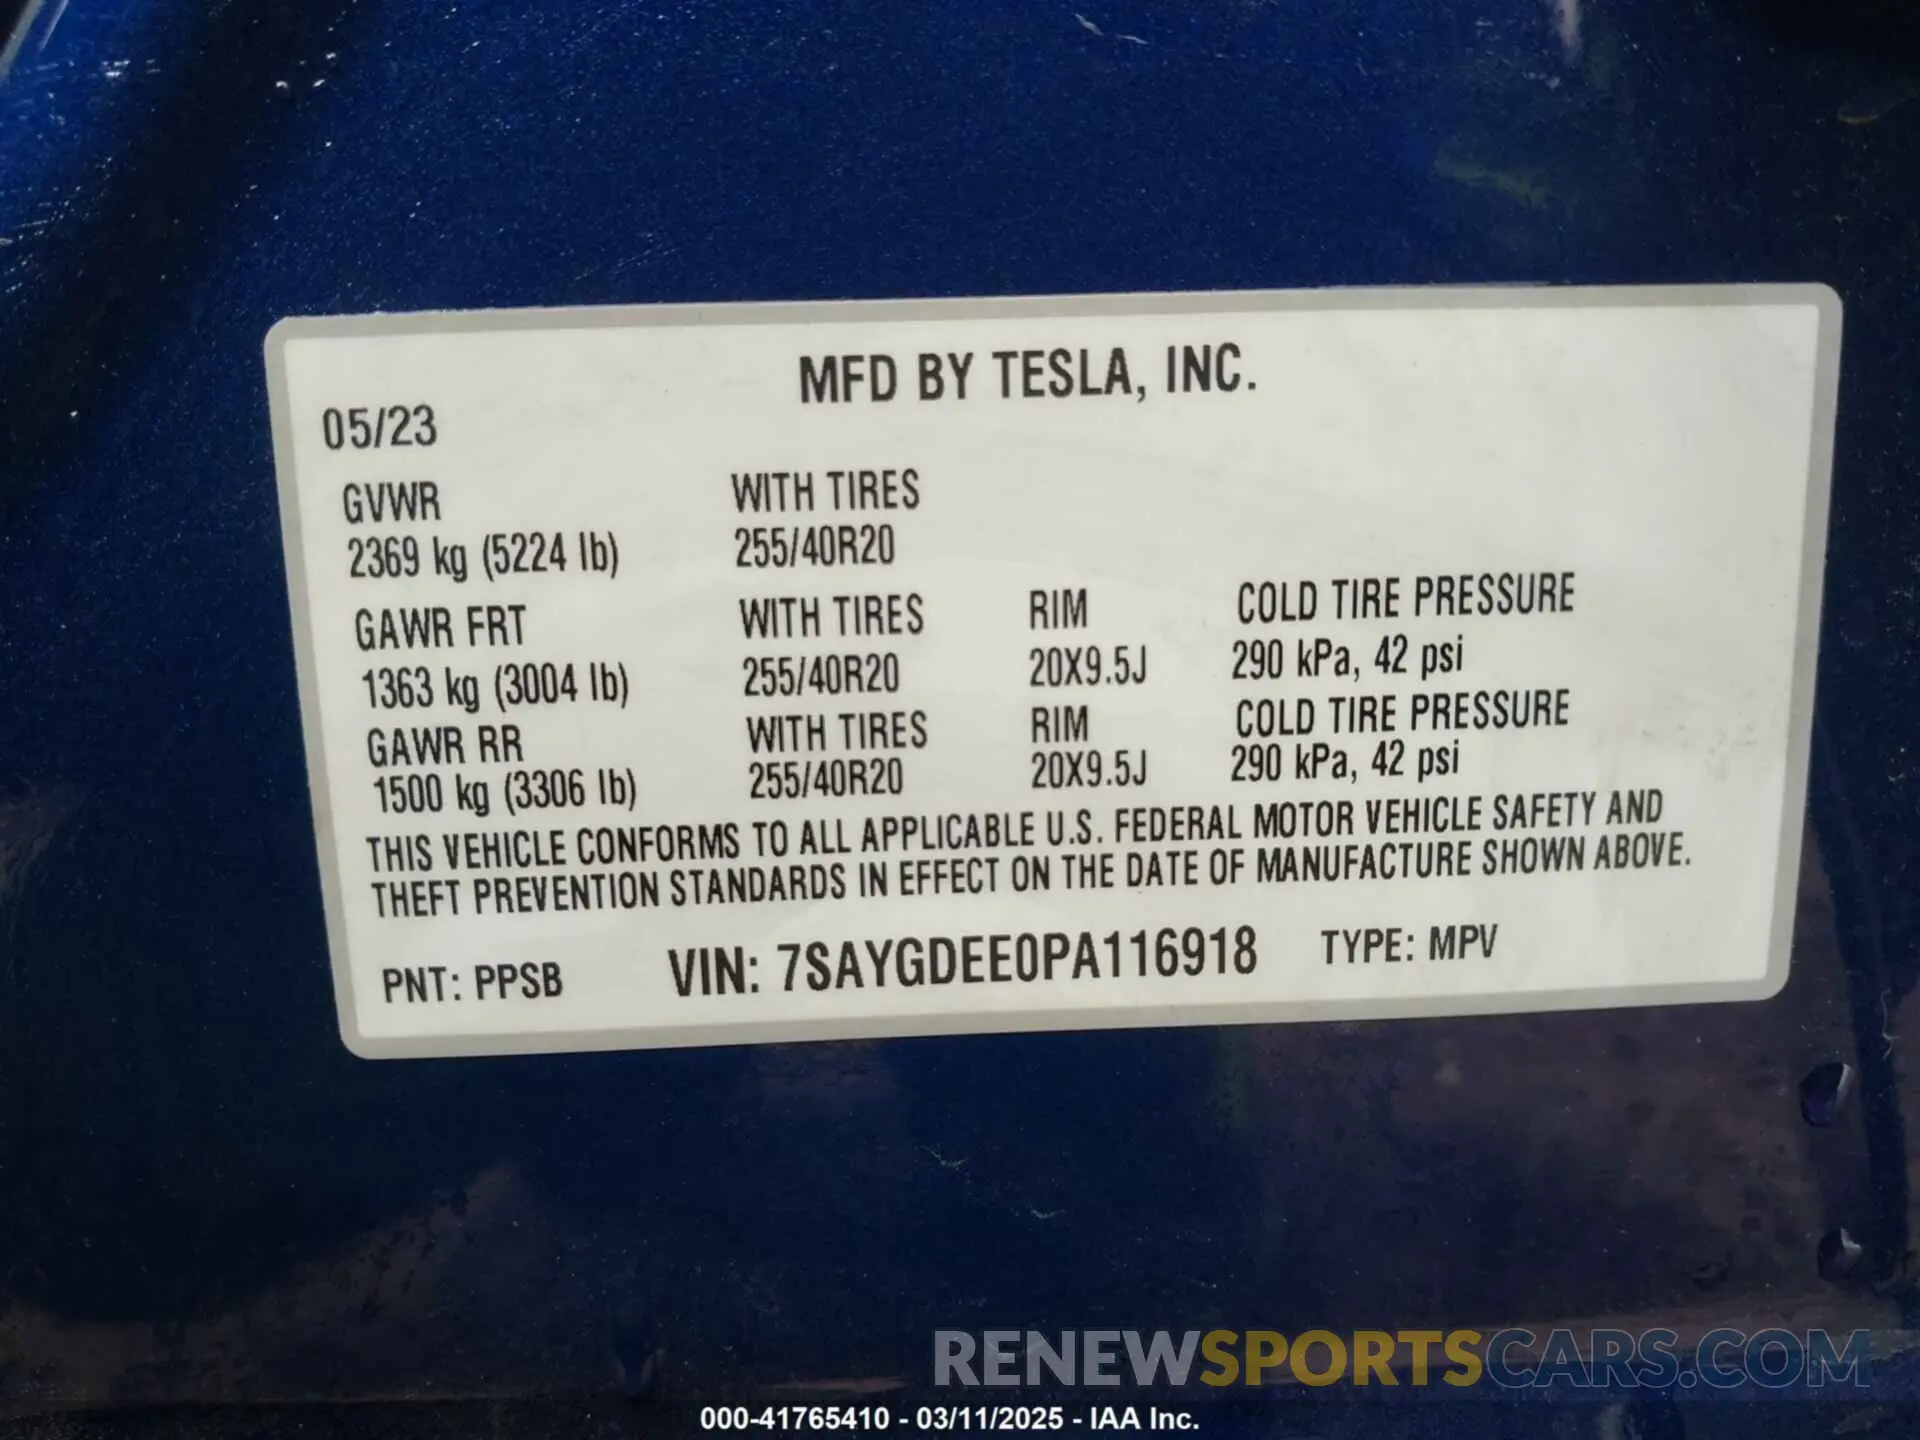 MFD BY TESLA, INC.
05/23
GVWR WITH TIRES
2369 kg (5224 lb) 255/40R20
GAWR FRT WITH TIRES RIM COLD TIRE PRESSURE
1363 kg (3004 lb) 255/40R20 20X9.5J 290 kPa, 42 psi
GAWR RR WITH TIRES RIM COLD TIRE PRESSURE
1500 kg (3306 lb) 255/40R20 20X9.5J 290 kPa, 42 psi
THIS VEHICLE CONFORMS TO ALL APPLICABLE U.S. FEDERAL MOTOR VEHICLE SAFETY AND
THEFT PREVENTION STANDARDS IN EFFECT ON THE DATE OF MANUFACTURE SHOWN ABOVE.
PNT: PPSB VIN: 7SAYGDEE0PA116918 TYPE: MPV
RENEWSPORTSCARS.COM
000-41765410 - 03/11/2025 - IAA Inc.